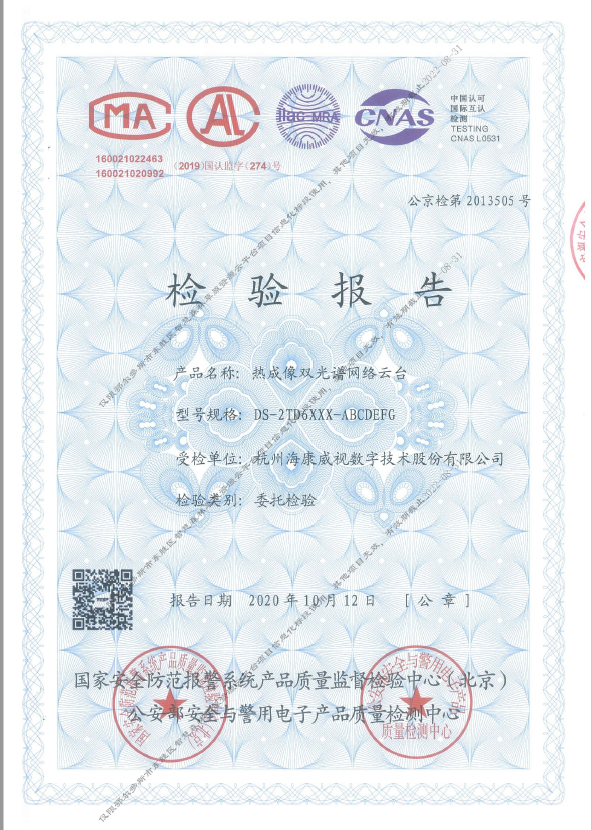 MA
AL
ilac-MRA
CNAS
中国认可
国际互认
检测
TESTING
CNAS L0531
160021022463
160021020992
(2019)国认监字(274)号
公京检第 2013505 号
检 验 报 告
产品名称: 热成像双光谱网络云台
型号规格: DS-2TD6XXX-ABCDEFG
受检单位: 杭州海康威视数字技术股份有限公司
检验类别: 委托检验
报告日期 2020 年 10 月 12 日 [ 公 章 ]
国家安全防范报警系统产品质量监督检验中心(北京)
公安部安全与警用电子产品质量检测中心
质量检测中心